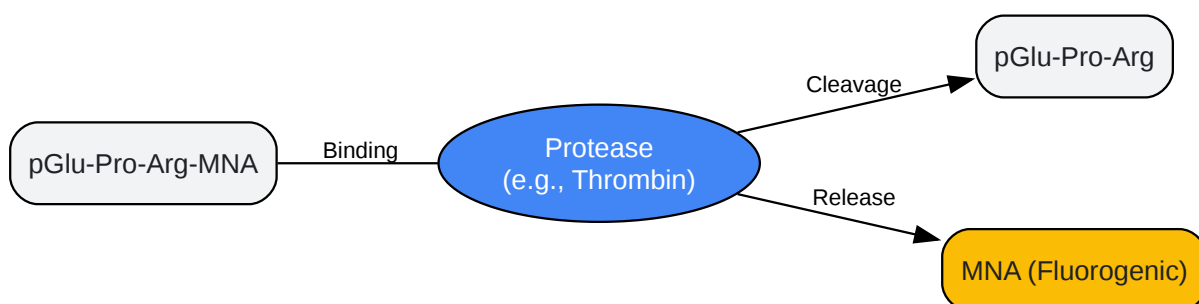 pGlu-Pro-Arg-MNA
Binding
Protease
(e.g., Thrombin)
Cleavage
pGlu-Pro-Arg
Release
MNA (Fluorogenic)